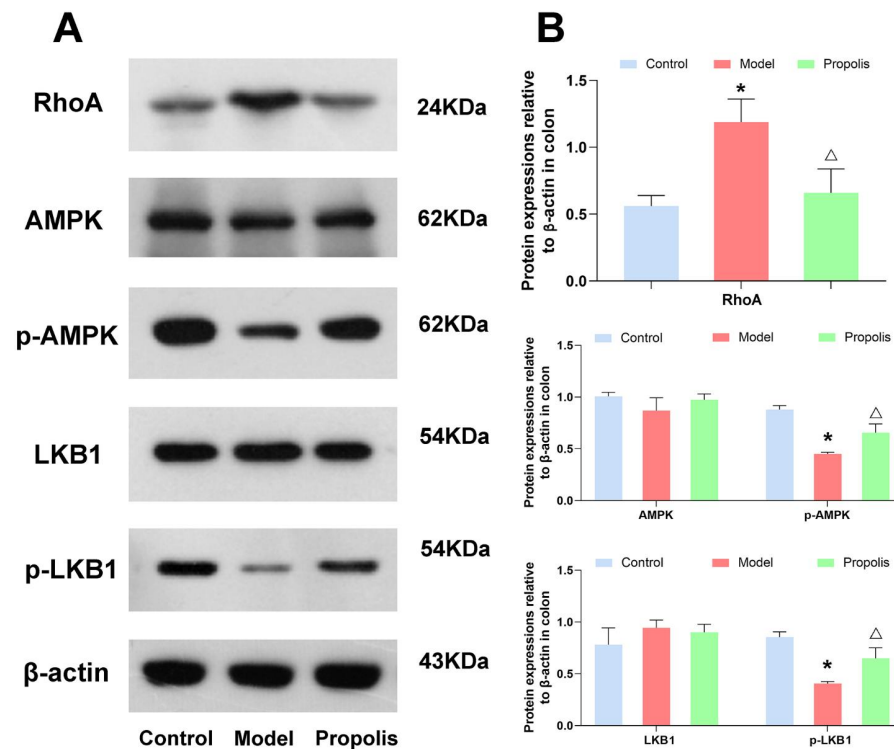 A
RhoA
24KDa
AMPK
62KDa
p-AMPK
62KDa
LKB1
54KDa
p-LKB1
54KDa
β-actin
43KDa
Control Model Propolis
B
Control Model Propolis
Protein expressions relative
to β-actin in colon
1.5
1.0
0.5
0.0
*
△
RhoA
Control Model Propolis
Protein expressions relative
to β-actin in colon
1.5
1.0
0.5
0.0
*
△
AMPK p-AMPK
Control Model Propolis
Protein expressions relative
to β-actin in colon
1.5
1.0
0.5
0.0
*
△
LKB1 p-LKB1